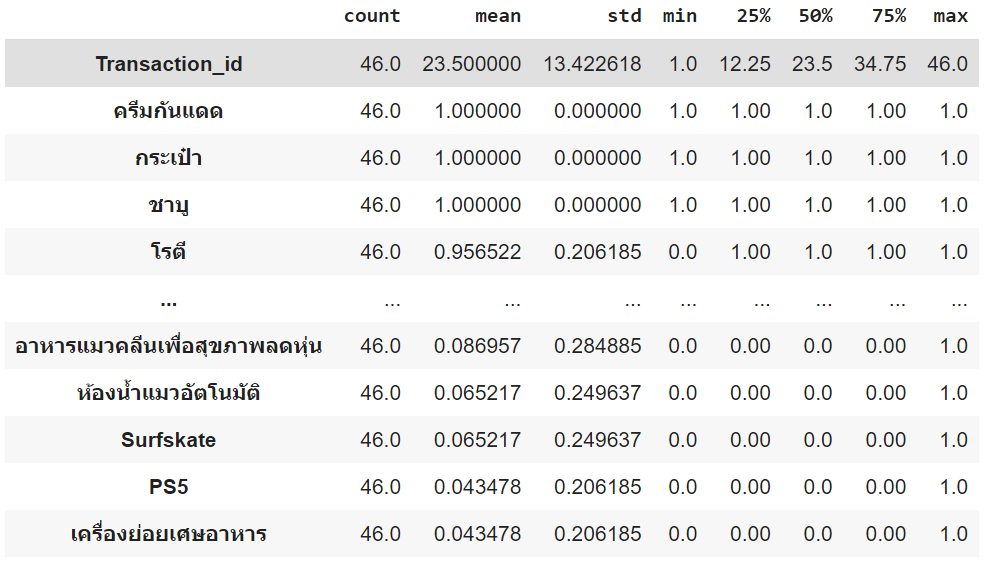 count mean std min 25% 50% 75% max
Transaction_id 46.0 23.500000 13.422618 1.0 12.25 23.5 34.75 46.0
ครีมกันแดด 46.0 1.000000 0.000000 1.0 1.00 1.0 1.00 1.0
กระเป๋า 46.0 1.000000 0.000000 1.0 1.00 1.0 1.00 1.0
ชาบู 46.0 1.000000 0.000000 1.0 1.00 1.0 1.00 1.0
โรตี 46.0 0.956522 0.206185 0.0 1.00 1.0 1.00 1.0
... ... ... ... ... ... ... ... ...
อาหารแมวคลีนเพื่อสุขภาพลดหุ่น 46.0 0.086957 0.284885 0.0 0.00 0.0 0.00 1.0
ห้องน้ำแมวอัตโนมัติ 46.0 0.065217 0.249637 0.0 0.00 0.0 0.00 1.0
Surfskate 46.0 0.065217 0.249637 0.0 0.00 0.0 0.00 1.0
PS5 46.0 0.043478 0.206185 0.0 0.00 0.0 0.00 1.0
เครื่องย่อยเศษอาหาร 46.0 0.043478 0.206185 0.0 0.00 0.0 0.00 1.0